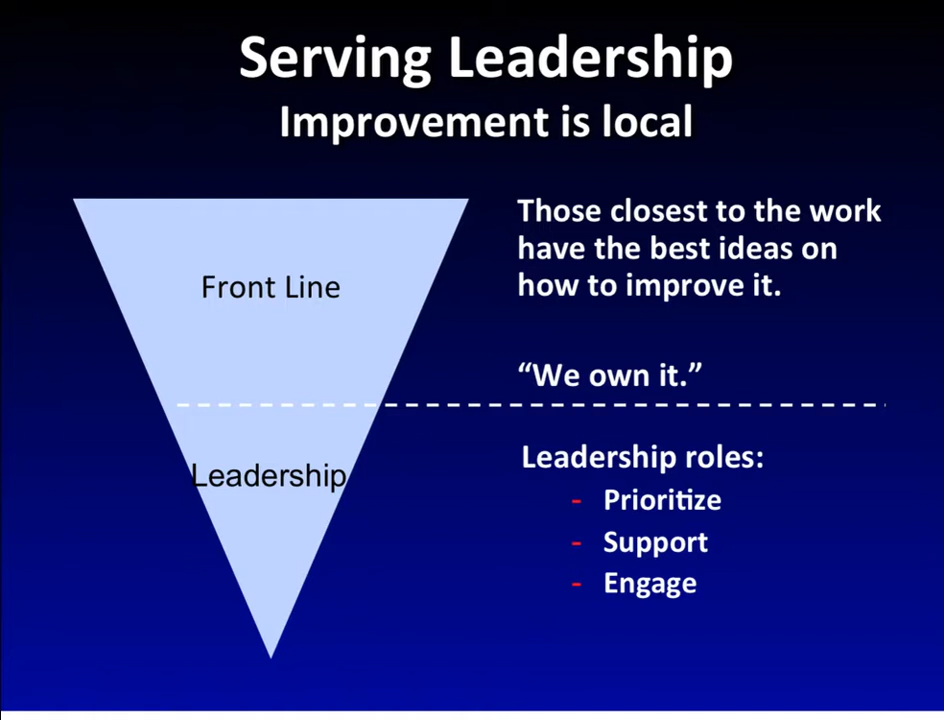 Serving Leadership
Improvement is local
Front Line
Those closest to the work
have the best ideas on
how to improve it.
“We own it.”
Leadership
Leadership roles:
- Prioritize
- Support
- Engage